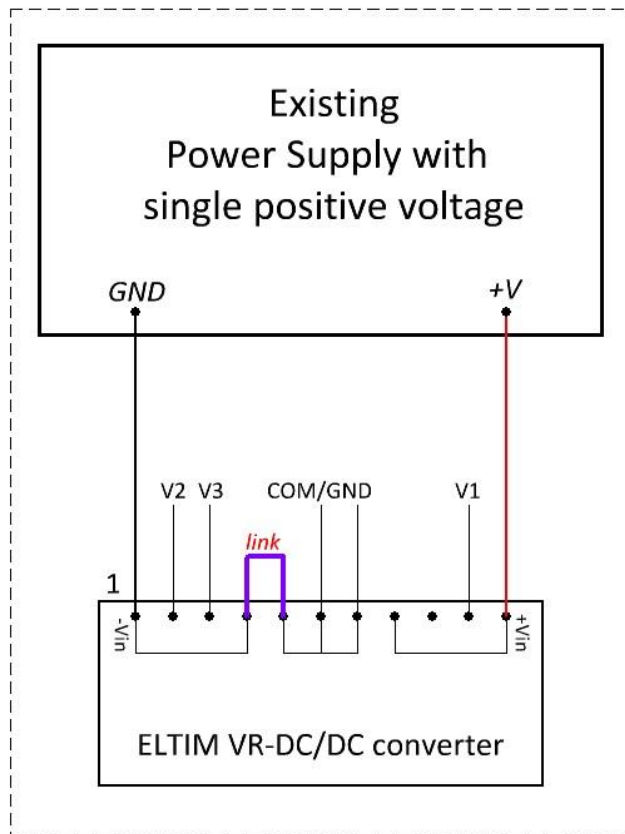 Existing
Power Supply with
single positive voltage
GND
+V
V2 V3 COM/GND V1
link
1
-Vin
+Vin
ELTIM VR-DC/DC converter